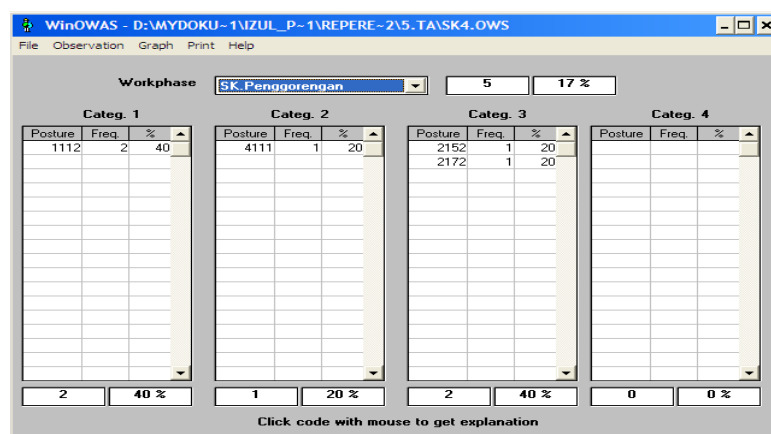 WinOWAS - D:\MYDOKU~1\IZUL_P~1\REPERE~2\5.TA\SK4.OWS
File Observation Graph Print Help
Workphase SK.Penggorengan 5 17 %
Categ. 1 Categ. 2 Categ. 3 Categ. 4
Posture Freq. % Posture Freq. % Posture Freq. % Posture Freq. %
1112 2 40 4111 1 20 2152 1 20
2172 1 20
2 40 % 1 20 % 2 40 % 0 0 %
Click code with mouse to get explanation